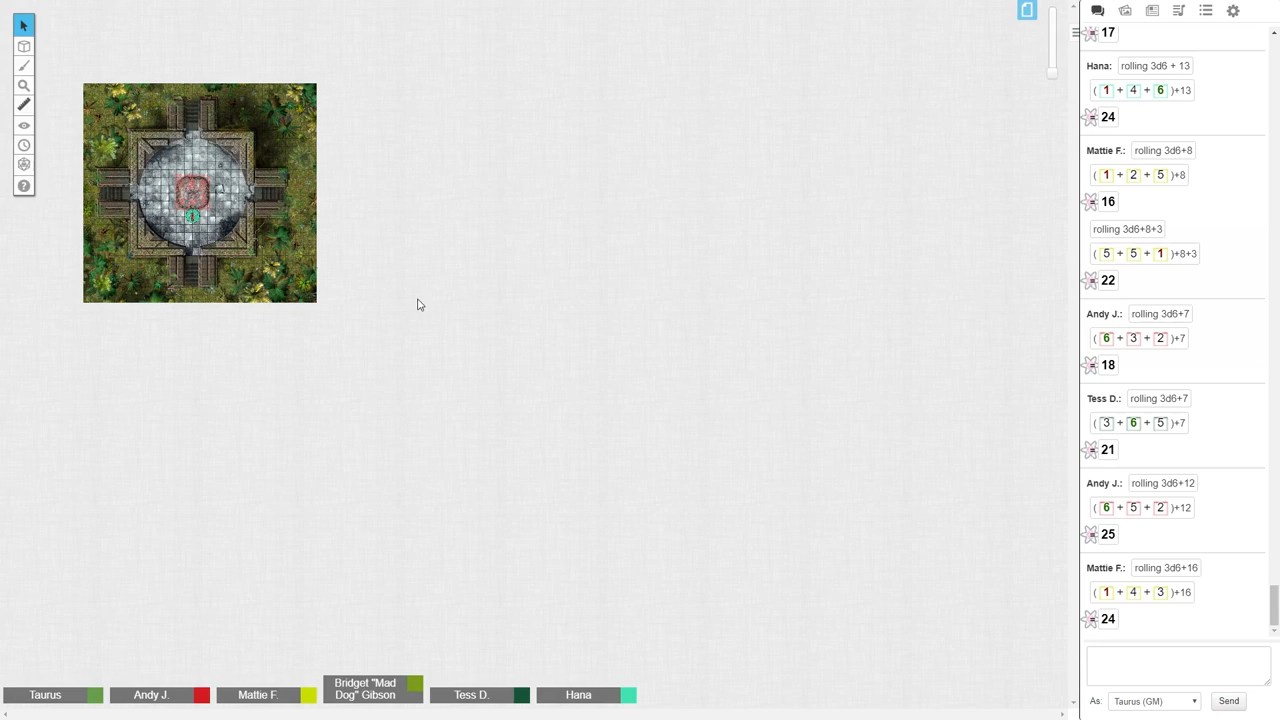 17
Hana: rolling 3d6 + 13
( 1 + 4 + 6 )+13
= 24
Mattie F.: rolling 3d6+8
( 1 + 2 + 5 )+8
= 16
rolling 3d6+8+3
( 5 + 5 + 1 )+8+3
= 22
Andy J.: rolling 3d6+7
( 6 + 3 + 2 )+7
= 18
Tess D.: rolling 3d6+7
( 3 + 6 + 5 )+7
= 21
Andy J.: rolling 3d6+12
( 6 + 5 + 2 )+12
= 25
Mattie F.: rolling 3d6+16
( 1 + 4 + 3 )+16
= 24
As: Taurus (GM) Send
Taurus
Andy J.
Mattie F.
Bridget "Mad
Dog" Gibson
Tess D.
Hana